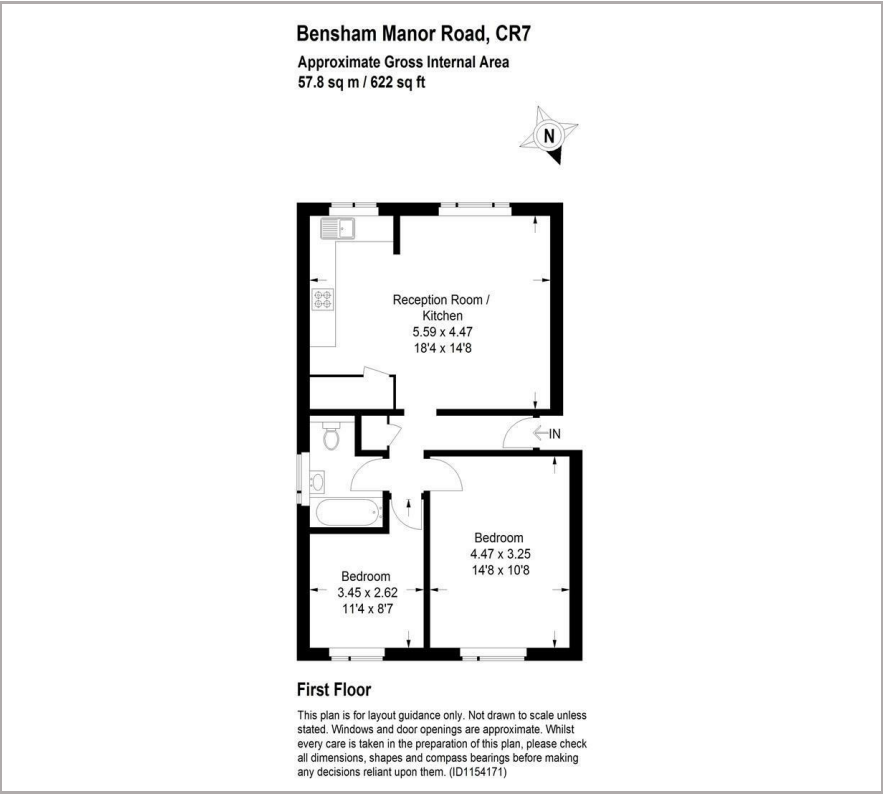 Bensham Manor Road, CR7
Approximate Gross Internal Area
57.8 sq m / 622 sq ft
N
Reception Room /
Kitchen
5.59 x 4.47
18'4 x 14'8
IN
Bedroom
4.47 x 3.25
14'8 x 10'8
Bedroom
3.45 x 2.62
11'4 x 8'7
First Floor
This plan is for layout guidance only. Not drawn to scale unless
stated. Windows and door openings are approximate. Whilst
every care is taken in the preparation of this plan, please check
all dimensions, shapes and compass bearings before making
any decisions reliant upon them. (ID1154171)